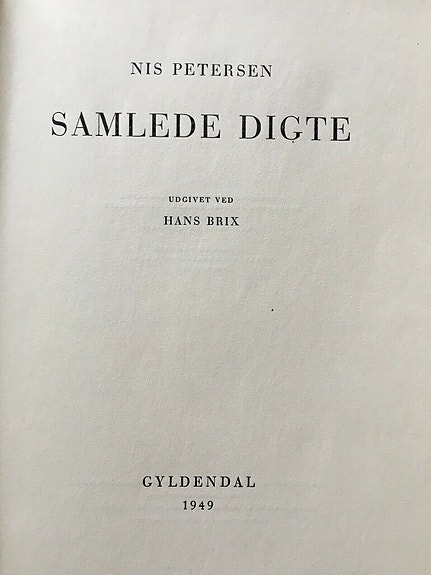 NIS PETERSEN
SAMLEDE DIGTE
UDGIVET VED
HANS BRIX
GYLDENDAL
1949